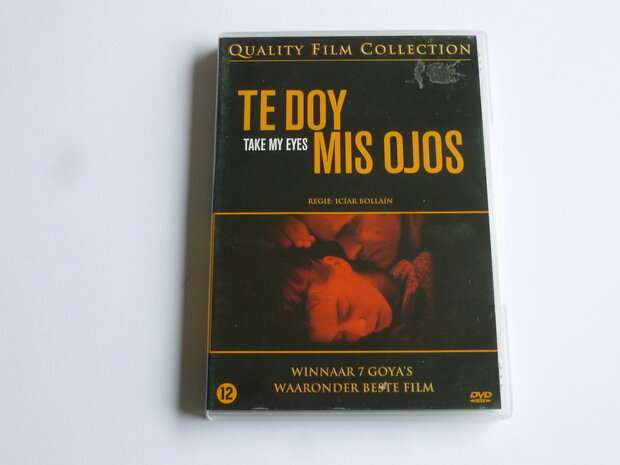 QUALITY FILM COLLECTION
TE DOY
TAKE MY EYES MIS OJOS
REGIE: ICÍAR BOLLAÍN
WINNAAR 7 GOYA'S
WAARONDER BESTE FILM
12
DVD